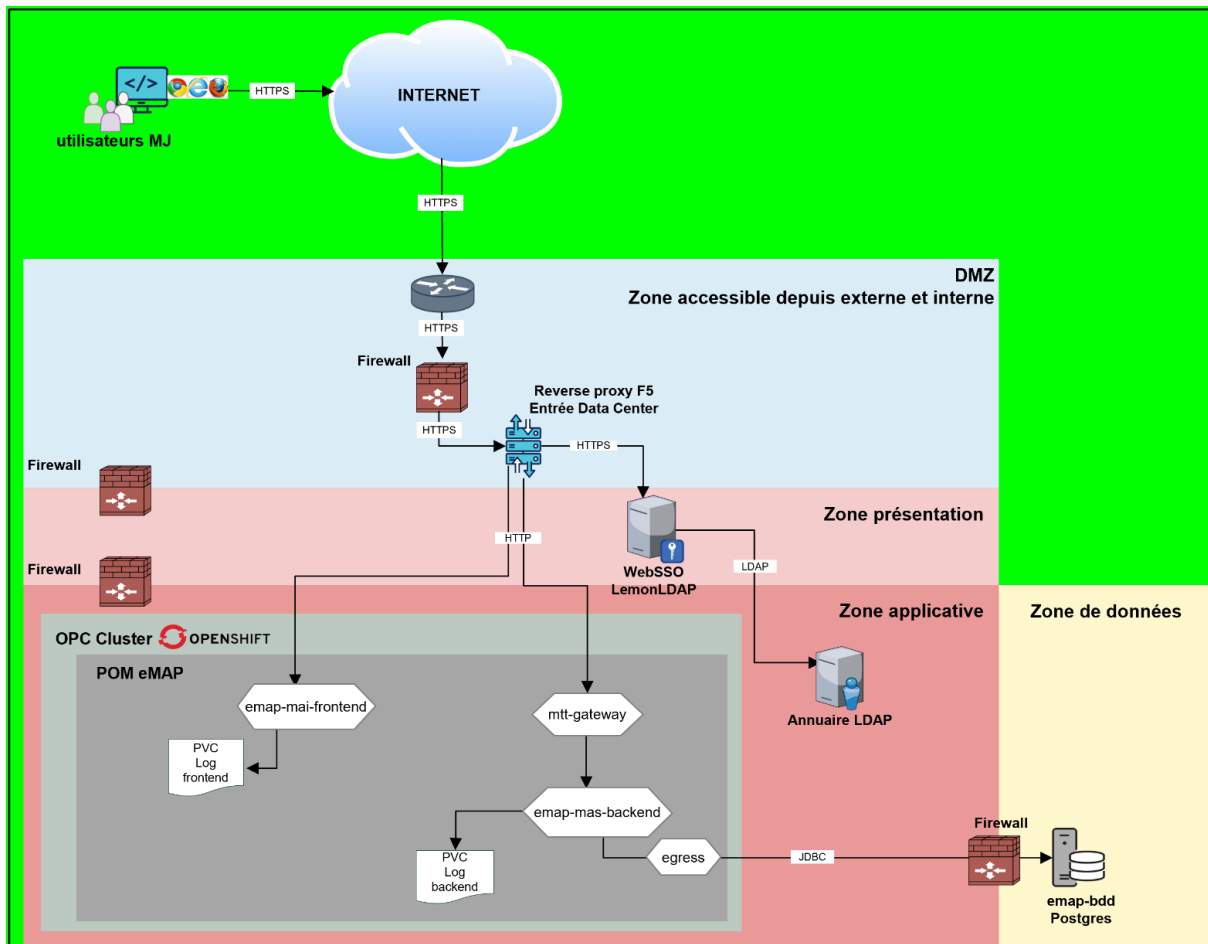 INTERNET
HTTPS
utilisateurs MJ
HTTPS
DMZ
Zone accessible depuis externe et interne
HTTPS
Firewall
Reverse proxy F5
Entrée Data Center
HTTPS
HTTPS
Firewall
Zone présentation
HTTP
Firewall
WebSSO
LemonLDAP
LDAP
Zone applicative
Zone de données
OPC Cluster
OPENSHIFT
POM eMAP
emap-mai-frontend
mtt-gateway
Annuaire LDAP
PVC
Log
frontend
emap-mas-backend
Firewall
PVC
Log
backend
egress
JDBC
emap-bdd
Postgres